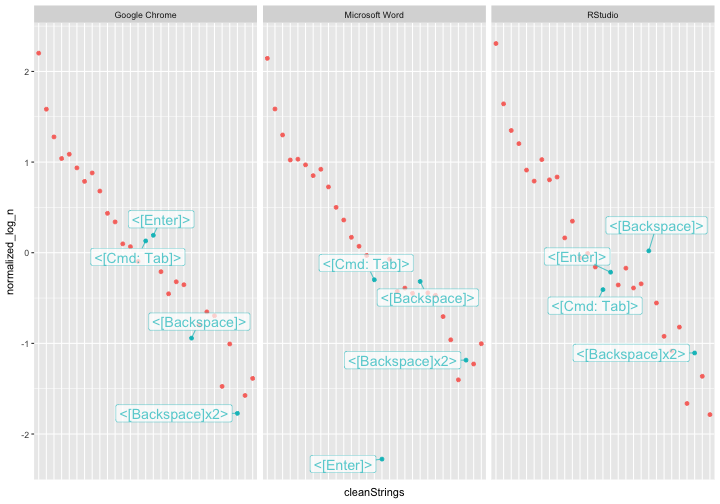 Google Chrome
Microsoft Word
RStudio
normalized_log_n
2
1
0
-1
-2
<[Enter]>
<[Cmd: Tab]>
<[Backspace]>
<[Backspace]x2>
<[Cmd: Tab]>
<[Backspace]>
<[Backspace]x2>
<[Enter]>
<[Backspace]>
<[Enter]>
<[Cmd: Tab]>
<[Backspace]x2>
cleanStrings